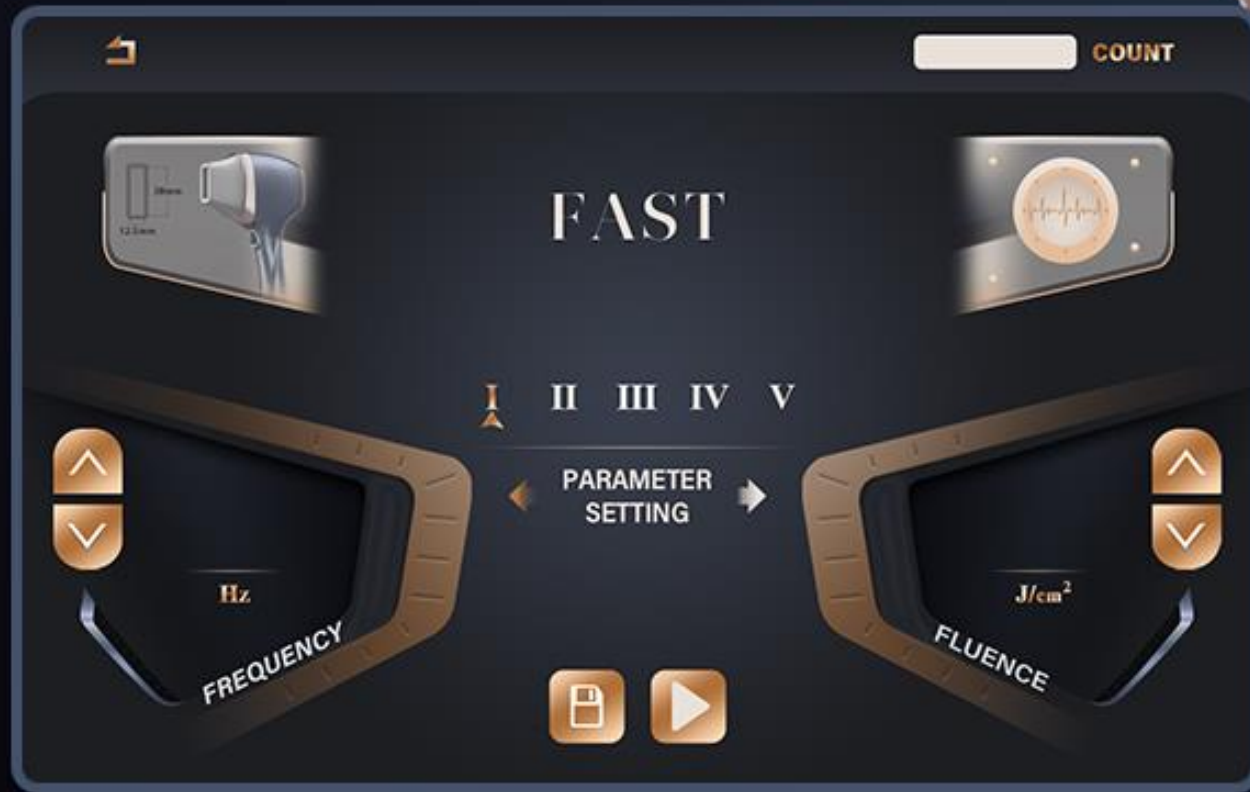 COUNT
FAST
I II III IV V
PARAMETER
SETTING
Hz
J/cm²
FREQUENCY
FLUENCE